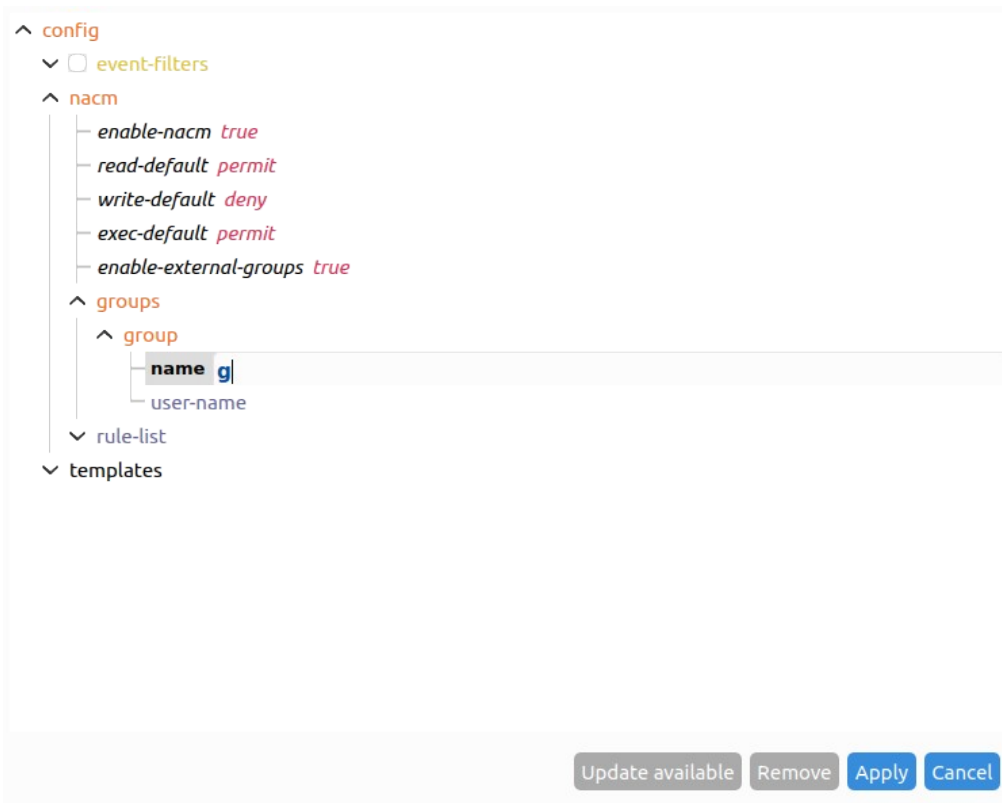 config
event-filters
nacm
enable-nacm true
read-default permit
write-default deny
exec-default permit
enable-external-groups true
groups
group
name g
user-name
rule-list
templates
Update available Remove Apply Cancel